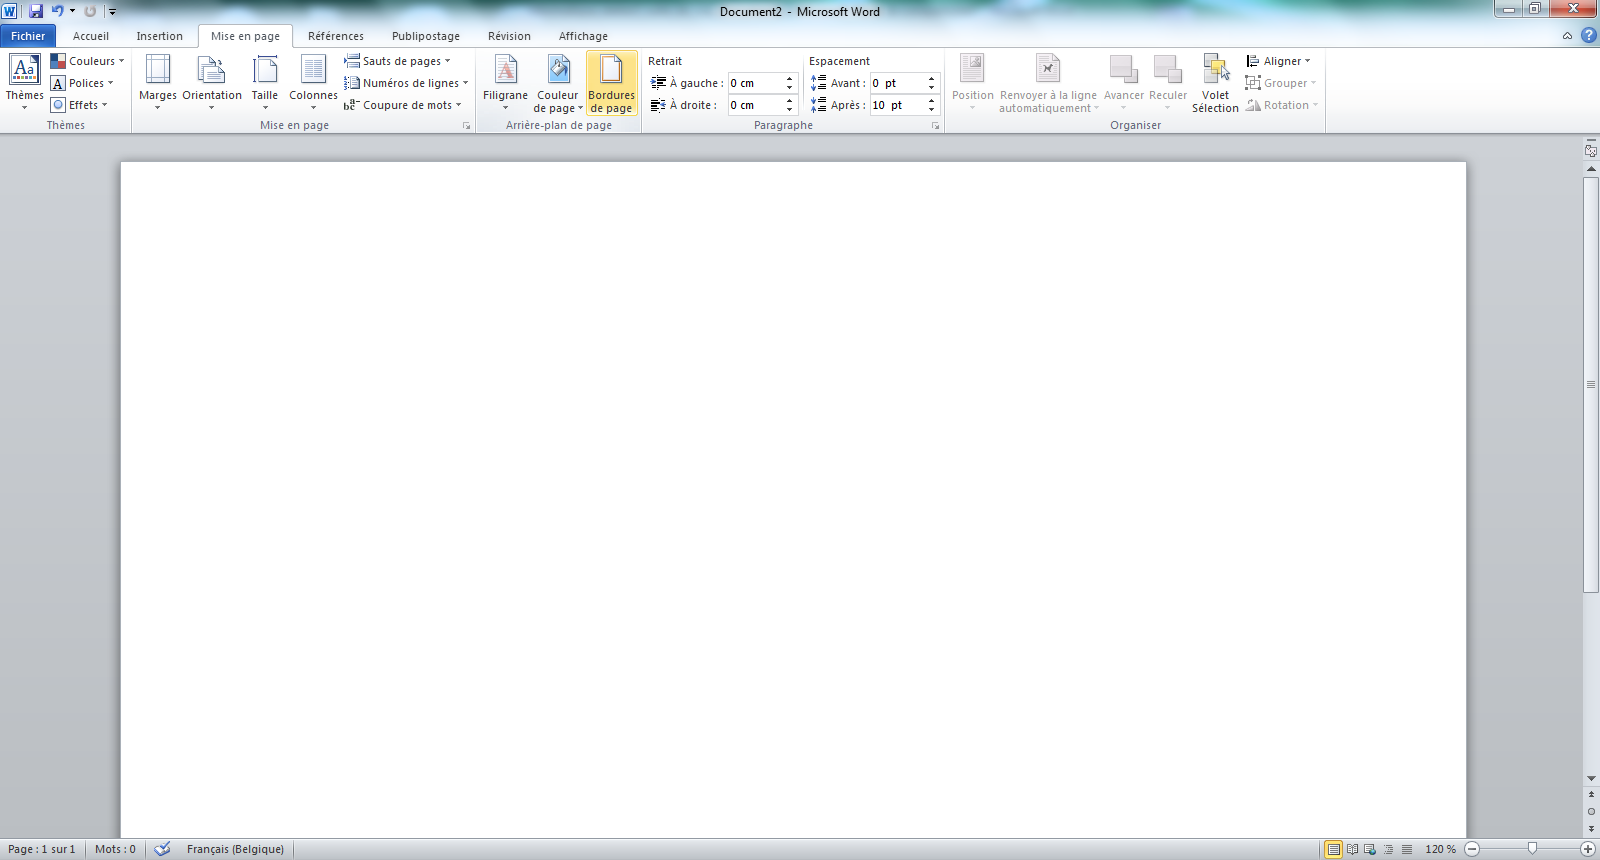 Document2 - Microsoft Word
Fichier Accueil Insertion Mise en page Références Publipostage Révision Affichage
Thèmes
Couleurs
Polices
Effets
Thèmes
Marges Orientation Taille Colonnes
Sauts de pages
Numéros de lignes
Coupure de mots
Mise en page
Filigrane
Couleur
de page
Bordures
de page
Arrière-plan de page
Retrait
À gauche : 0 cm
À droite : 0 cm
Espacement
Avant : 0 pt
Après : 10 pt
Paragraphe
Position
Renvoyer à la ligne
automatiquement
Avancer
Reculer
Volet
Sélection
Aligner
Grouper
Rotation
Organiser
Page : 1 sur 1 Mots : 0 Français (Belgique) 120 %